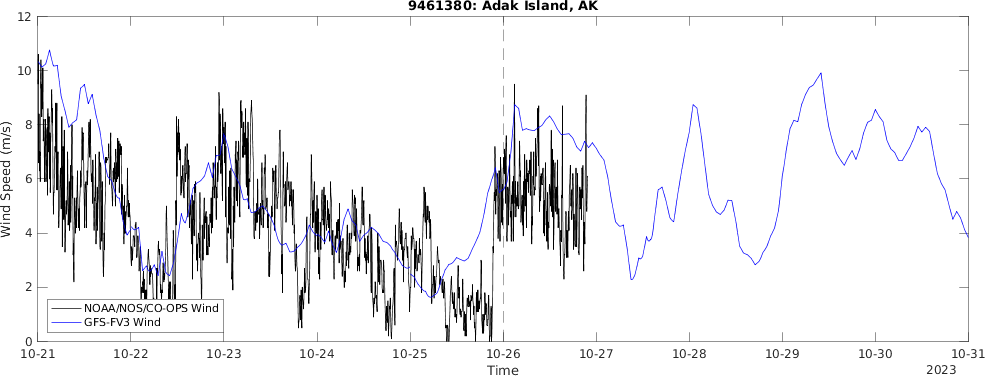 9461380: Adak Island, AK
Wind Speed (m/s)
12
10
8
6
4
2
0
NOAA/NOS/CO-OPS Wind
GFS-FV3 Wind
10-21 10-22 10-23 10-24 10-25 10-26 10-27 10-28 10-29 10-30 10-31
Time
2023